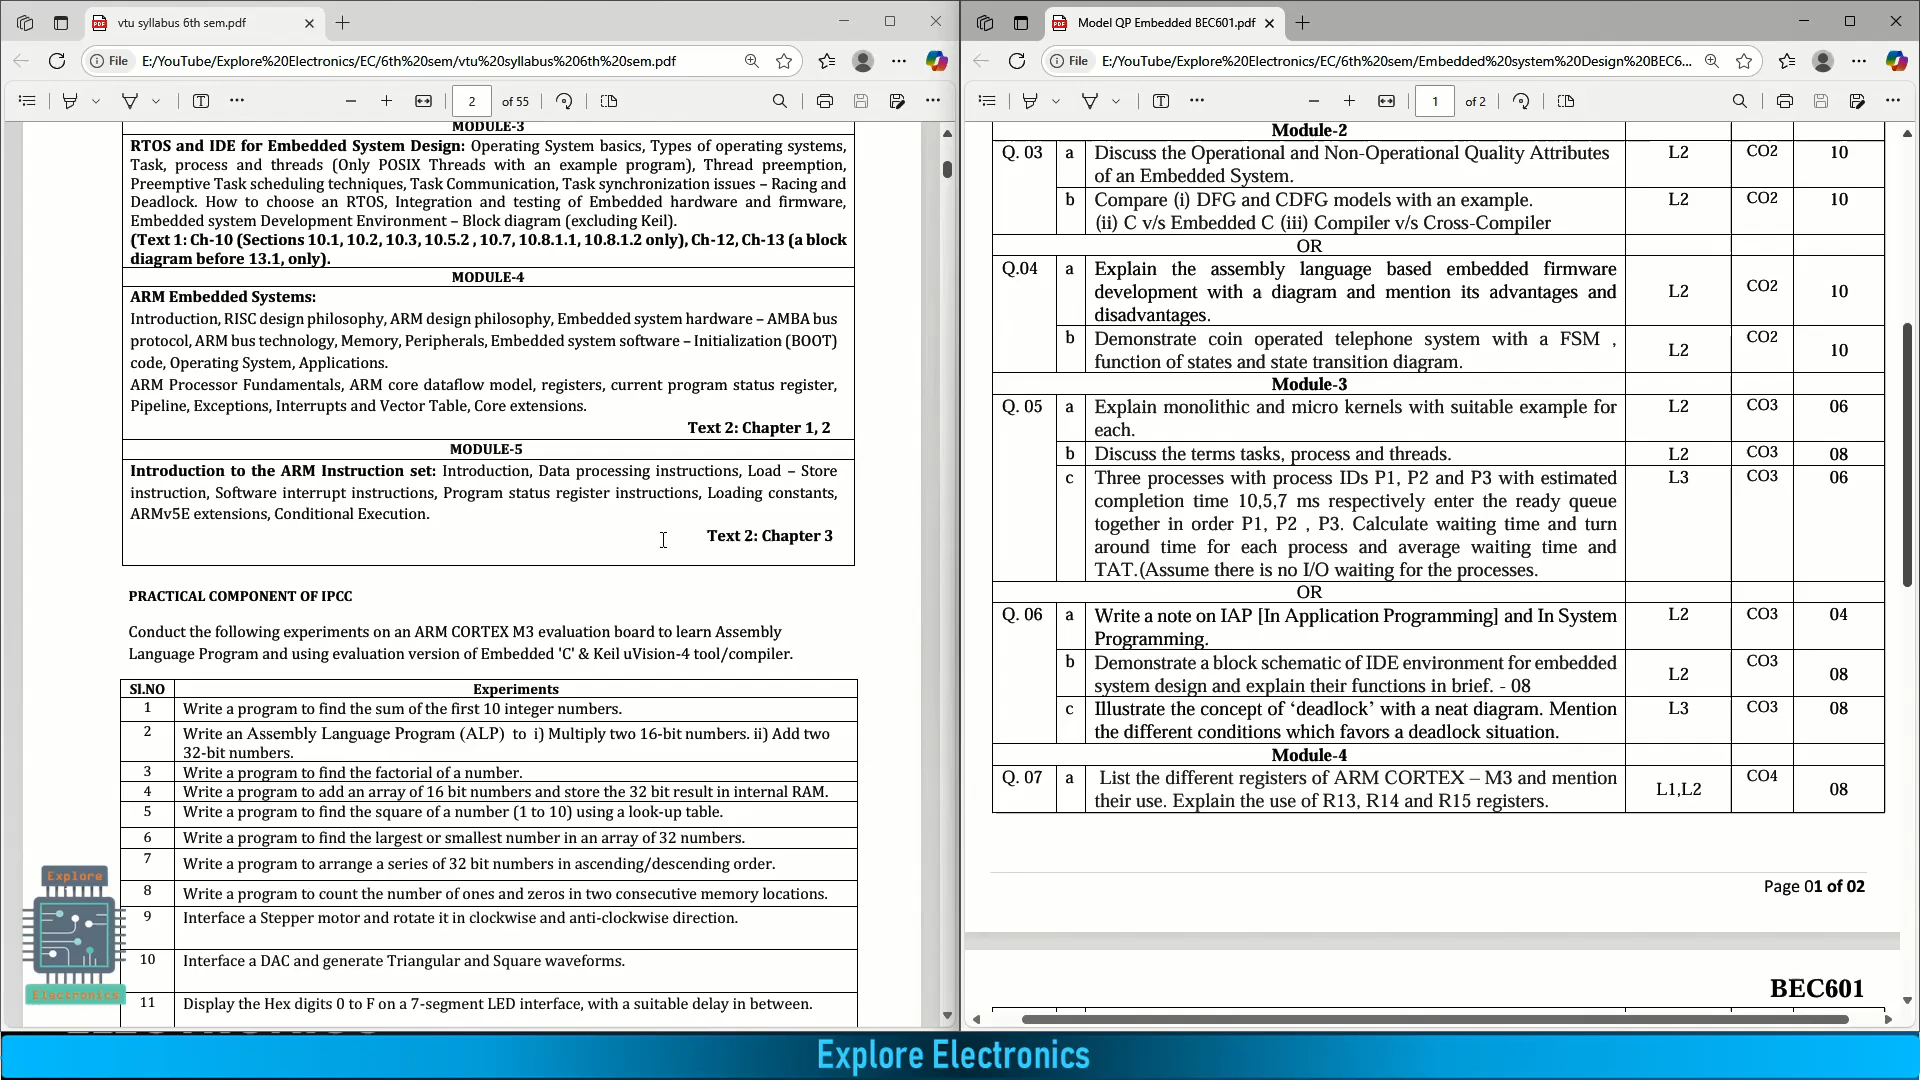 vtu syllabus 6th sem.pdf
File
E:/YouTube/Explore%20Electronics/EC/6th%20sem/vtu%20syllabus%206th%20sem.pdf
2 of 55
MODULE-3
RTOS and IDE for Embedded System Design: Operating System basics, Types of operating systems,
Task, process and threads (Only POSIX Threads with an example program), Thread preemption,
Preemptive Task scheduling techniques, Task Communication, Task synchronization issues – Racing and
Deadlock. How to choose an RTOS, Integration and testing of Embedded hardware and firmware,
Embedded system Development Environment – Block diagram (excluding Keil).
(Text 1: Ch-10 (Sections 10.1, 10.2, 10.3, 10.5.2 , 10.7, 10.8.1.1, 10.8.1.2 only), Ch-12, Ch-13 (a block
diagram before 13.1, only).
MODULE-4
ARM Embedded Systems:
Introduction, RISC design philosophy, ARM design philosophy, Embedded system hardware – AMBA bus
protocol, ARM bus technology, Memory, Peripherals, Embedded system software – Initialization (BOOT)
code, Operating System, Applications.
ARM Processor Fundamentals, ARM core dataflow model, registers, current program status register,
Pipeline, Exceptions, Interrupts and Vector Table, Core extensions.
Text 2: Chapter 1, 2
MODULE-5
Introduction to the ARM Instruction set: Introduction, Data processing instructions, Load – Store
instruction, Software interrupt instructions, Program status register instructions, Loading constants,
ARMv5E extensions, Conditional Execution.
Text 2: Chapter 3
PRACTICAL COMPONENT OF IPCC
Conduct the following experiments on an ARM CORTEX M3 evaluation board to learn Assembly
Language Program and using evaluation version of Embedded 'C' & Keil uVision-4 tool/compiler.
Sl.NO Experiments
1 Write a program to find the sum of the first 10 integer numbers.
2 Write an Assembly Language Program (ALP) to i) Multiply two 16-bit numbers. ii) Add two
32-bit numbers.
3 Write a program to find the factorial of a number.
4 Write a program to add an array of 16 bit numbers and store the 32 bit result in internal RAM.
5 Write a program to find the square of a number (1 to 10) using a look-up table.
6 Write a program to find the largest or smallest number in an array of 32 numbers.
7 Write a program to arrange a series of 32 bit numbers in ascending/descending order.
8 Write a program to count the number of ones and zeros in two consecutive memory locations.
9 Interface a Stepper motor and rotate it in clockwise and anti-clockwise direction.
10 Interface a DAC and generate Triangular and Square waveforms.
11 Display the Hex digits 0 to F on a 7-segment LED interface, with a suitable delay in between.
Explore
Electronics
Model QP Embedded BEC601.pdf
File
E:/YouTube/Explore%20Electronics/EC/6th%20sem/Embedded%20system%20Design%20BEC6...
1 of 2
Module-2
Q. 03 a Discuss the Operational and Non-Operational Quality Attributes L2 CO2 10
of an Embedded System.
b Compare (i) DFG and CDFG models with an example. L2 CO2 10
(ii) C v/s Embedded C (iii) Compiler v/s Cross-Compiler
OR
Q.04 a Explain the assembly language based embedded firmware
development with a diagram and mention its advantages and L2 CO2 10
disadvantages.
b Demonstrate coin operated telephone system with a FSM , L2 CO2 10
function of states and state transition diagram.
Module-3
Q. 05 a Explain monolithic and micro kernels with suitable example for L2 CO3 06
each.
b Discuss the terms tasks, process and threads. L2 CO3 08
c Three processes with process IDs P1, P2 and P3 with estimated L3 CO3 06
completion time 10,5,7 ms respectively enter the ready queue
together in order P1, P2 , P3. Calculate waiting time and turn
around time for each process and average waiting time and
TAT.(Assume there is no I/O waiting for the processes.
OR
Q. 06 a Write a note on IAP [In Application Programming] and In System L2 CO3 04
Programming.
b Demonstrate a block schematic of IDE environment for embedded L2 CO3 08
system design and explain their functions in brief. - 08
c Illustrate the concept of ‘deadlock’ with a neat diagram. Mention L3 CO3 08
the different conditions which favors a deadlock situation.
Module-4
Q. 07 a List the different registers of ARM CORTEX – M3 and mention L1,L2 CO4 08
their use. Explain the use of R13, R14 and R15 registers.
Page 01 of 02
BEC601
Explore Electronics